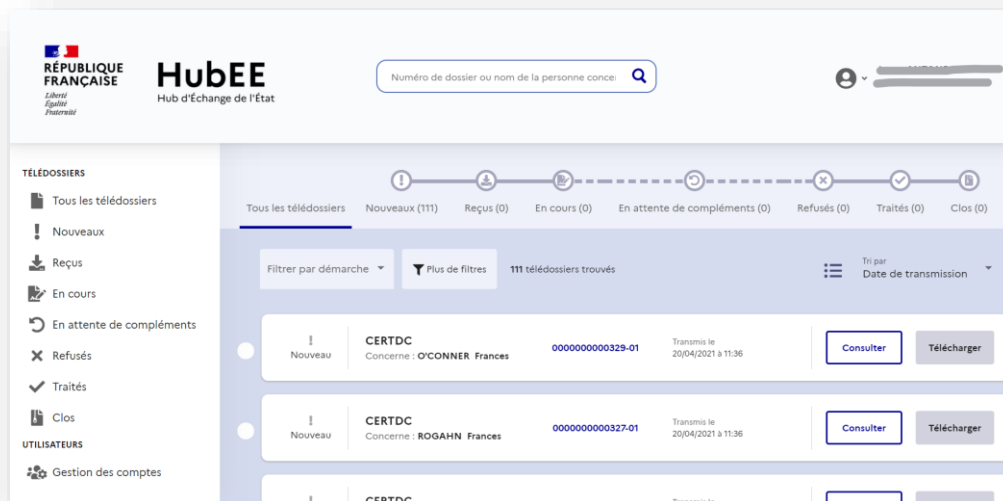 RÉPUBLIQUE
FRANÇAISE
Liberté
Égalité
Fraternité
HubEE
Hub d'Échange de l'État
Numéro de dossier ou nom de la personne conce
TÉLÉDOSSIERS
Tous les télédossiers
Nouveaux
Reçus
En cours
En attente de compléments
Refusés
Traités
Clos
UTILISATEURS
Gestion des comptes
Tous les télédossiers
Nouveaux (111)
Reçus (0)
En cours (0)
En attente de compléments (0)
Refusés (0)
Traités (0)
Clos (0)
Filtrer par démarche
Plus de filtres
111 télédossiers trouvés
Tri par
Date de transmission
Nouveau
CERTDC
Concerne : O'CONNER Frances
0000000000329-01
Transmis le
20/04/2021 à 11:36
Consulter
Télécharger
Nouveau
CERTDC
Concerne : ROGAHN Frances
0000000000327-01
Transmis le
20/04/2021 à 11:36
Consulter
Télécharger
CERTDC
Transmis le